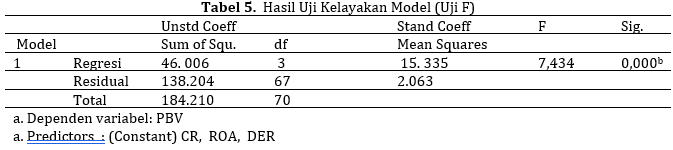 Tabel 5. Hasil Uji Kelayakan Model (Uji F)
Unstd Coeff Stand Coeff F Sig.
Model Sum of Squ. df Mean Squares
1 Regresi 46. 006 3 15. 335 7,434 0,000ᵇ
Residual 138.204 67 2.063
Total 184.210 70
a. Dependen variabel: PBV
a. Predictors : (Constant) CR, ROA, DER